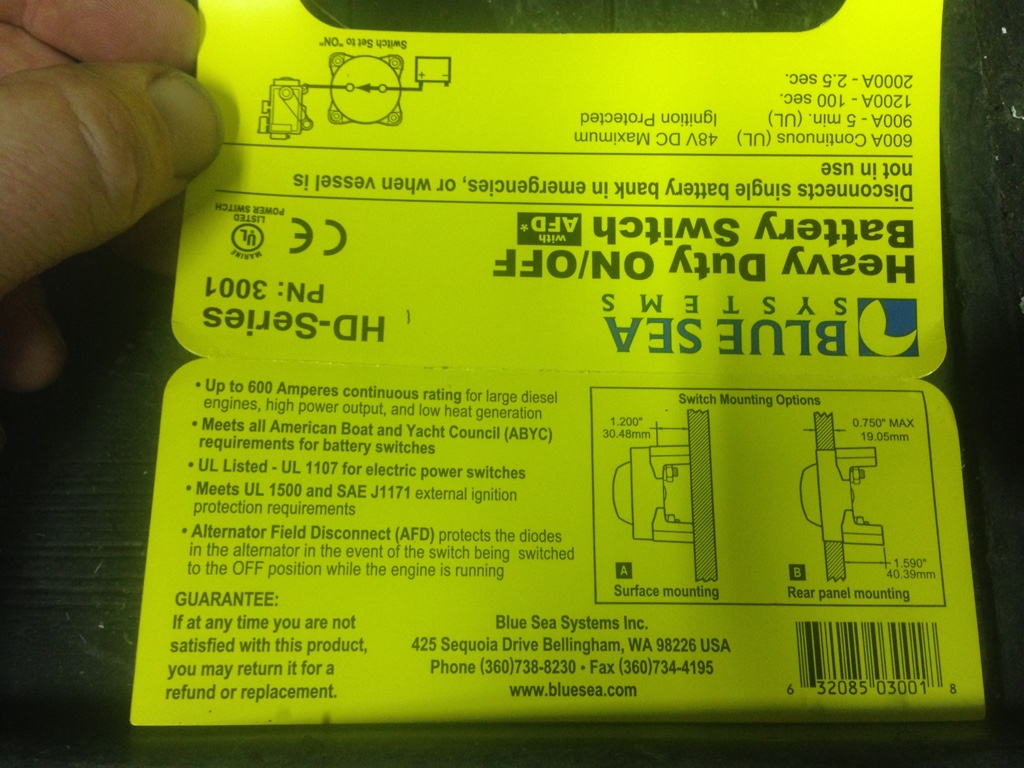 BLUE SEA
SYSTEMS
HD-Series
PN: 3001
Heavy Duty ON/OFF
Battery Switch with AFD*
CE
MARINE
UL
LISTED
POWER SWITCH
Disconnects single battery bank in emergencies, or when vessel is
not in use
600A Continuous (UL) 48V DC Maximum
900A - 5 min. (UL) Ignition Protected
1200A - 100 sec.
2000A - 2.5 sec.
+ -
Switch Set to "ON"
• Up to 600 Amperes continuous rating for large diesel
engines, high power output, and low heat generation
• Meets all American Boat and Yacht Council (ABYC)
requirements for battery switches
• UL Listed - UL 1107 for electric power switches
• Meets UL 1500 and SAE J1171 external ignition
protection requirements
• Alternator Field Disconnect (AFD) protects the diodes
in the alternator in the event of the switch being switched
to the OFF position while the engine is running
Switch Mounting Options
1.200"
30.48mm
0.750" MAX
19.05mm
1.590"
40.39mm
A
Surface mounting
B
Rear panel mounting
GUARANTEE:
If at any time you are not
satisfied with this product,
you may return it for a
refund or replacement.
Blue Sea Systems Inc.
425 Sequoia Drive Bellingham, WA 98226 USA
Phone (360)738-8230 • Fax (360)734-4195
www.bluesea.com
6 32085 03001 8